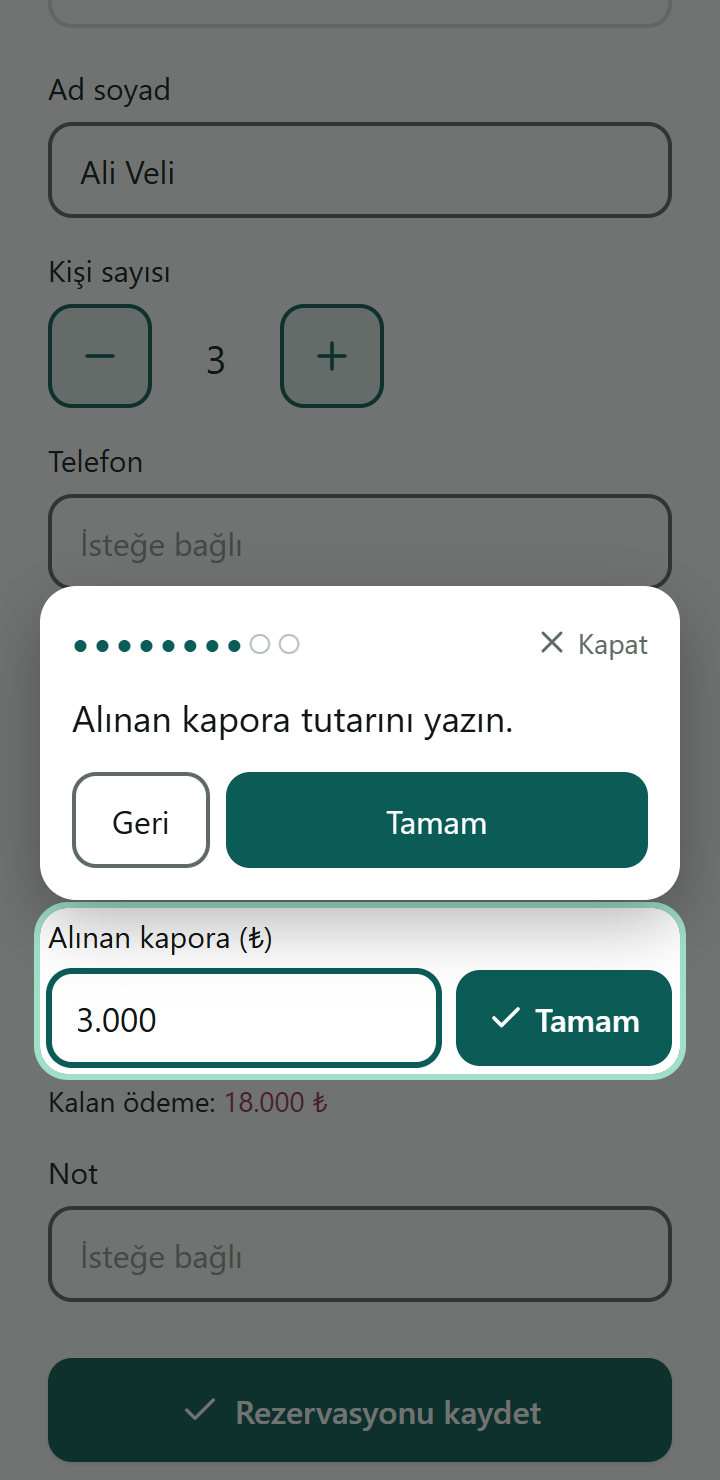 Ad soyad
Ali Veli
Kişi sayısı
3
Telefon
İsteğe bağlı
Kapat
Alınan kapora tutarını yazın.
Geri
Tamam
Alınan kapora (₺)
3.000
Tamam
Kalan ödeme: 18.000 ₺
Not
İsteğe bağlı
Rezervasyonu kaydet